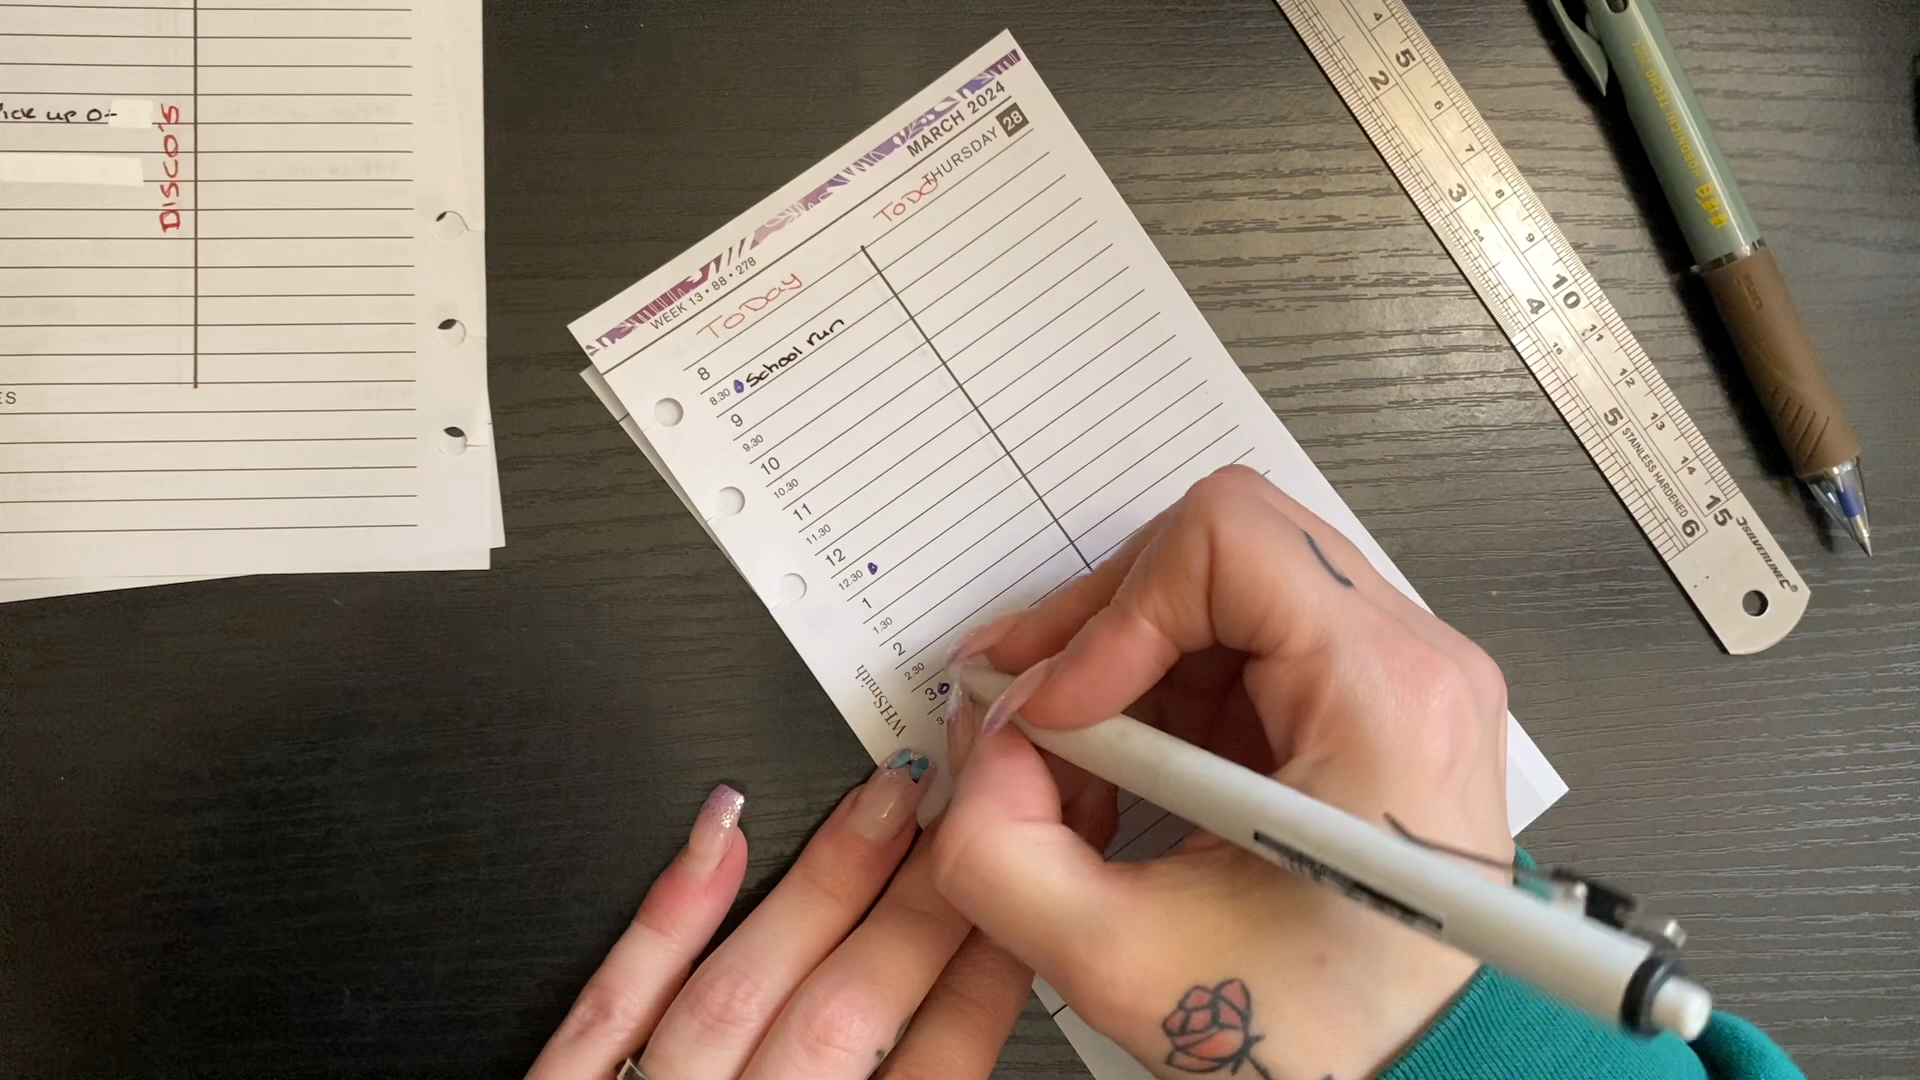 ick up O
DISCO'S
ES
MARCH 2024
THURSDAY 28
WEEK 13 • 88 • 278
ToDay
ToDo
8
8.30 School run
9
9.30
10
10.30
11
11.30
12
12.30
1
1.30
2
2.30
3
WHSmith
4 5 6 7 8 9 10 11 12 13 14 15
2 3 4 5 6
64
16
STAINLESS HARDENED
SILVERLINE®